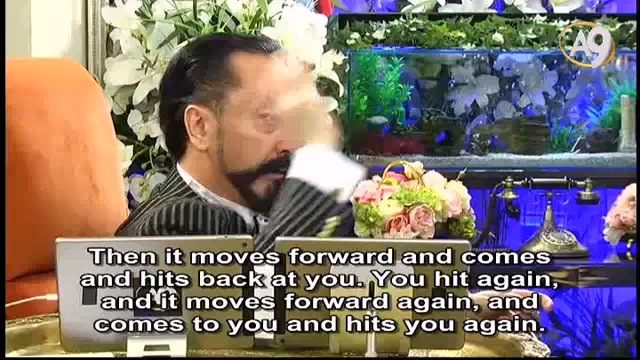 A9
Then it moves forward and comes
and hits back at you. You hit again,
and it moves forward again, and
comes to you and hits you again.